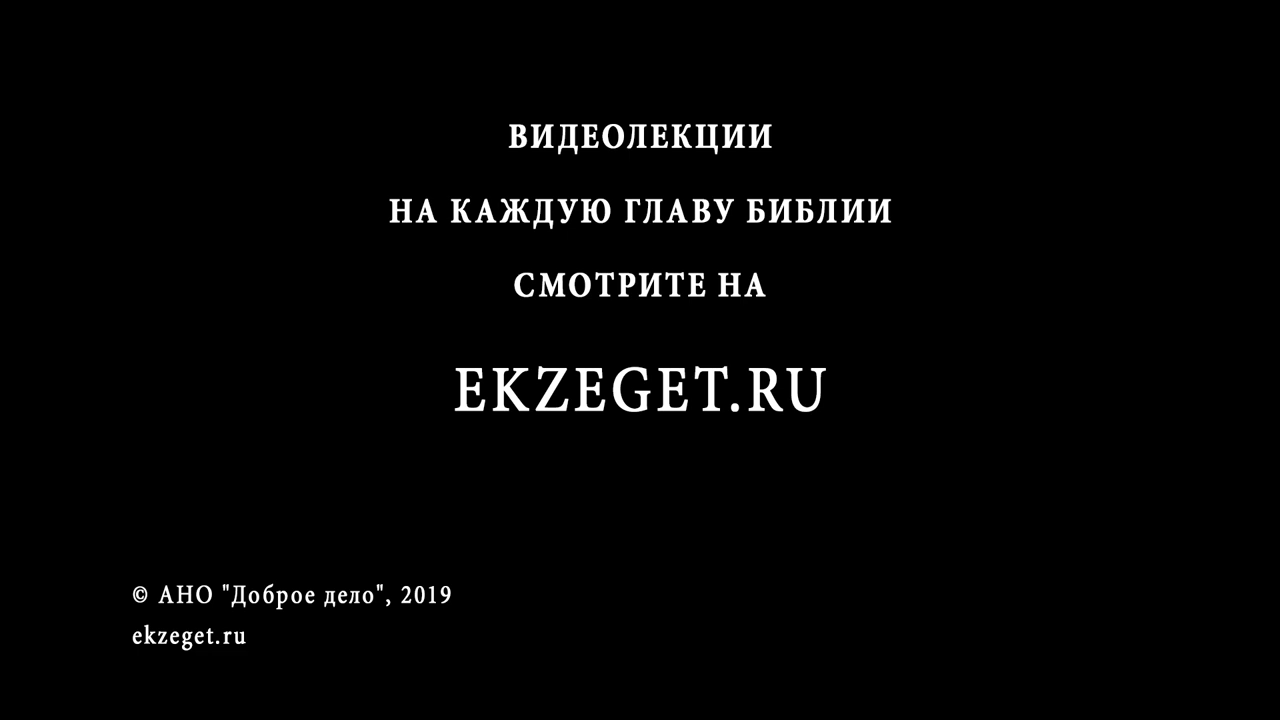 ВИДЕОЛЕКЦИИ
НА КАЖДУЮ ГЛАВУ БИБЛИИ
СМОТРИТЕ НА
EKZEGET.RU
© АНО "Доброе дело", 2019
ekzeget.ru